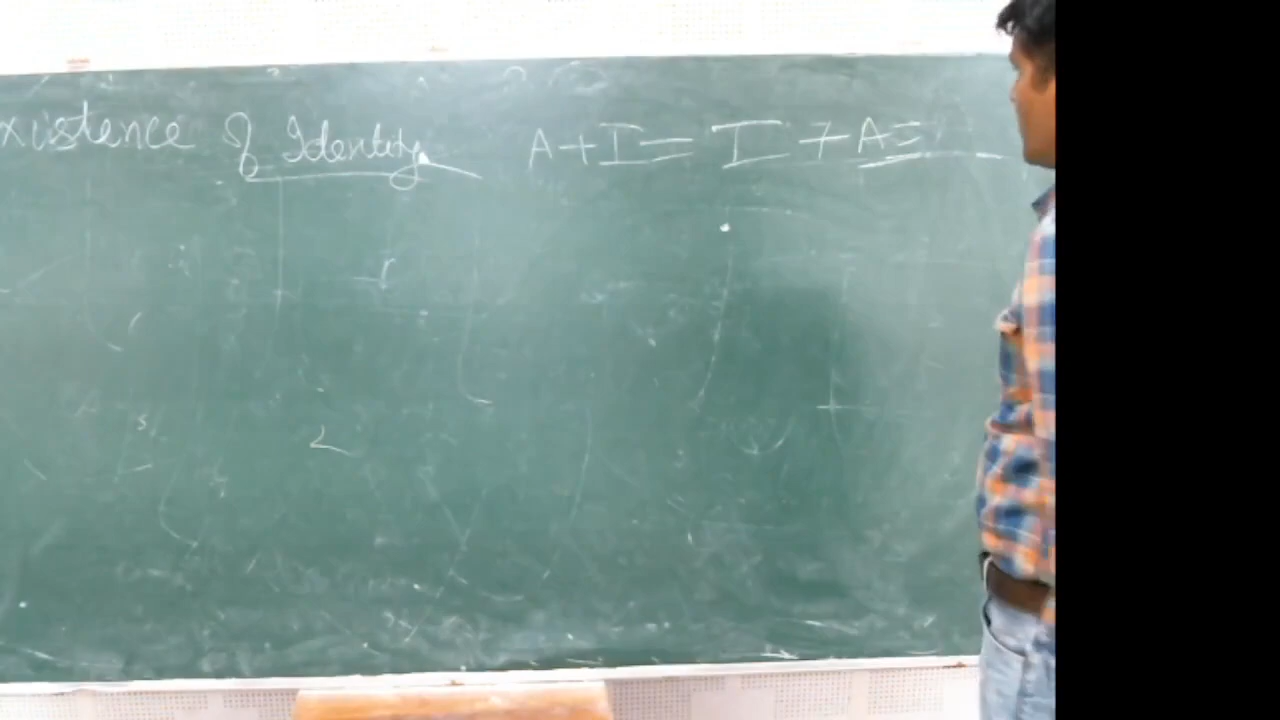 xistence of Identity A+I= I +A=